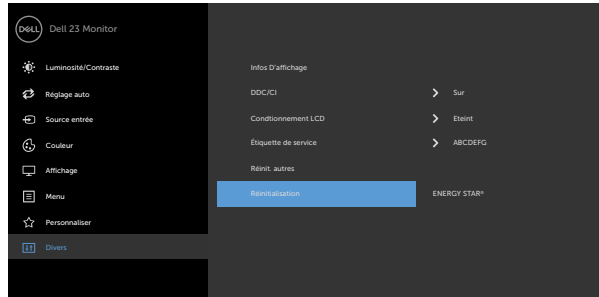 DELL Dell 23 Monitor
Luminosité/Contraste
Réglage auto
Source entrée
Couleur
Affichage
Menu
Personnaliser
Divers
Infos D'affichage
DDC/CI Sur
Condtionnement LCD Eteint
Étiquette de service ABCDEFG
Réinit. autres
Réinitialisation ENERGY STAR®